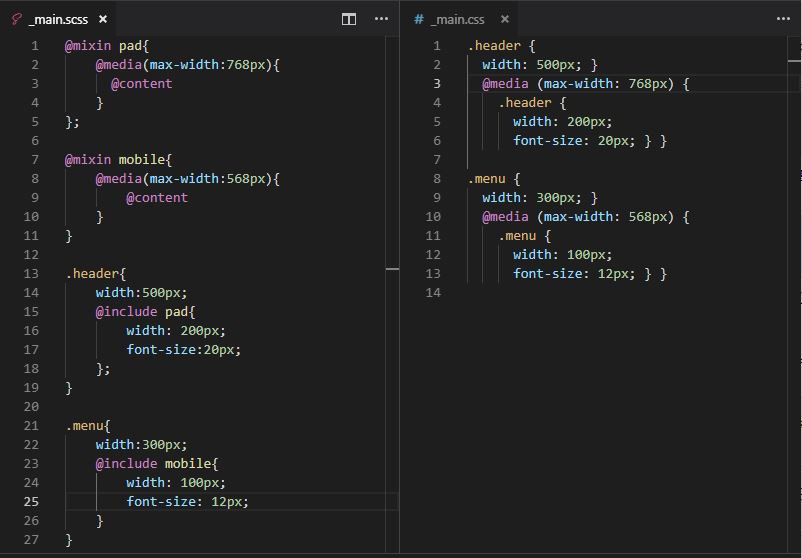 _main.scss ×
1 @mixin pad{
2     @media(max-width:768px){
3       @content
4     }
5 };
6
7 @mixin mobile{
8     @media(max-width:568px){
9         @content
10     }
11 }
12
13 .header{
14     width:500px;
15     @include pad{
16         width: 200px;
17         font-size:20px;
18     };
19 }
20
21 .menu{
22     width:300px;
23     @include mobile{
24         width: 100px;
25         font-size: 12px;
26     }
27 }
# _main.css ×
1 .header {
2   width: 500px; }
3   @media (max-width: 768px) {
4     .header {
5       width: 200px;
6       font-size: 20px; } }
7
8 .menu {
9   width: 300px; }
10   @media (max-width: 568px) {
11     .menu {
12       width: 100px;
13       font-size: 12px; } }
14